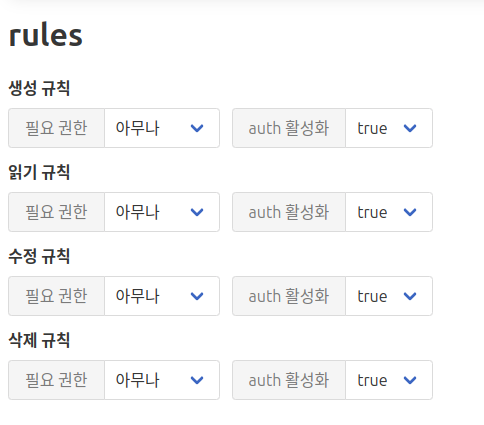 rules
생성 규칙
필요 권한 아무나 auth 활성화 true
읽기 규칙
필요 권한 아무나 auth 활성화 true
수정 규칙
필요 권한 아무나 auth 활성화 true
삭제 규칙
필요 권한 아무나 auth 활성화 true